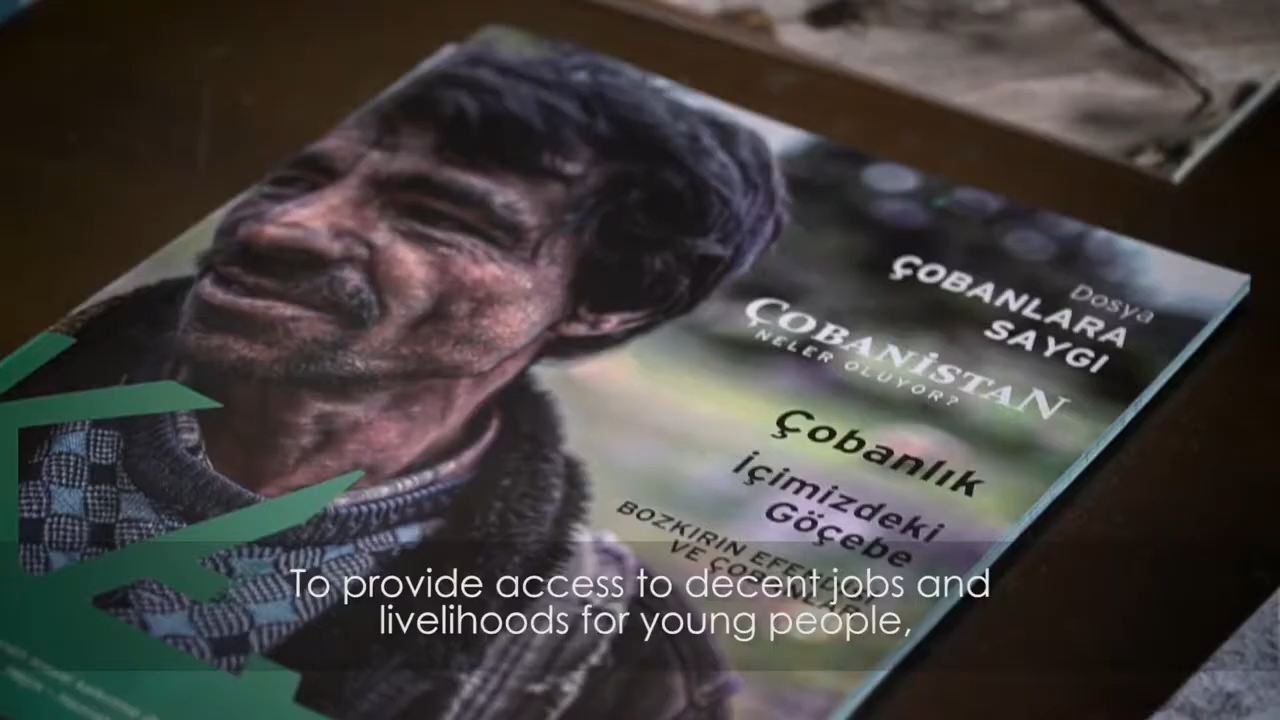 Dosya
ÇOBANLARA
SAYGI
ÇOBANİSTAN
NELER OLUYOR?
Çobanlık
İçimizdeki
Göçebe
BOZKIRIN
VE
To provide access to decent jobs and
livelihoods for young people,